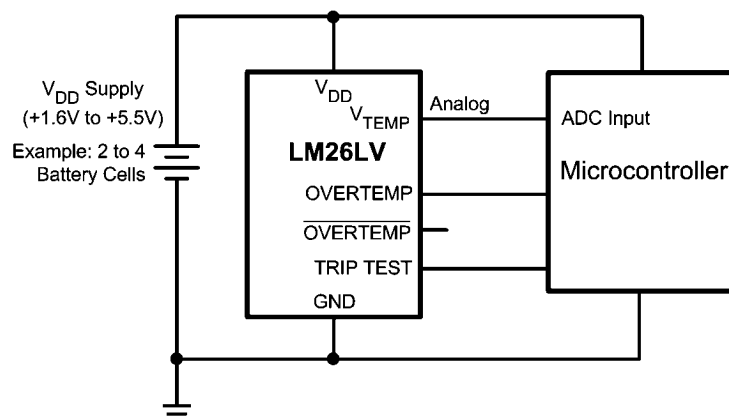 V_DD Supply
(+1.6V to +5.5V)
Example: 2 to 4
Battery Cells
V_DD
V_TEMP
LM26LV
OVERTEMP
O̅V̅E̅R̅T̅E̅M̅P̅
TRIP TEST
GND
Analog
ADC Input
Microcontroller